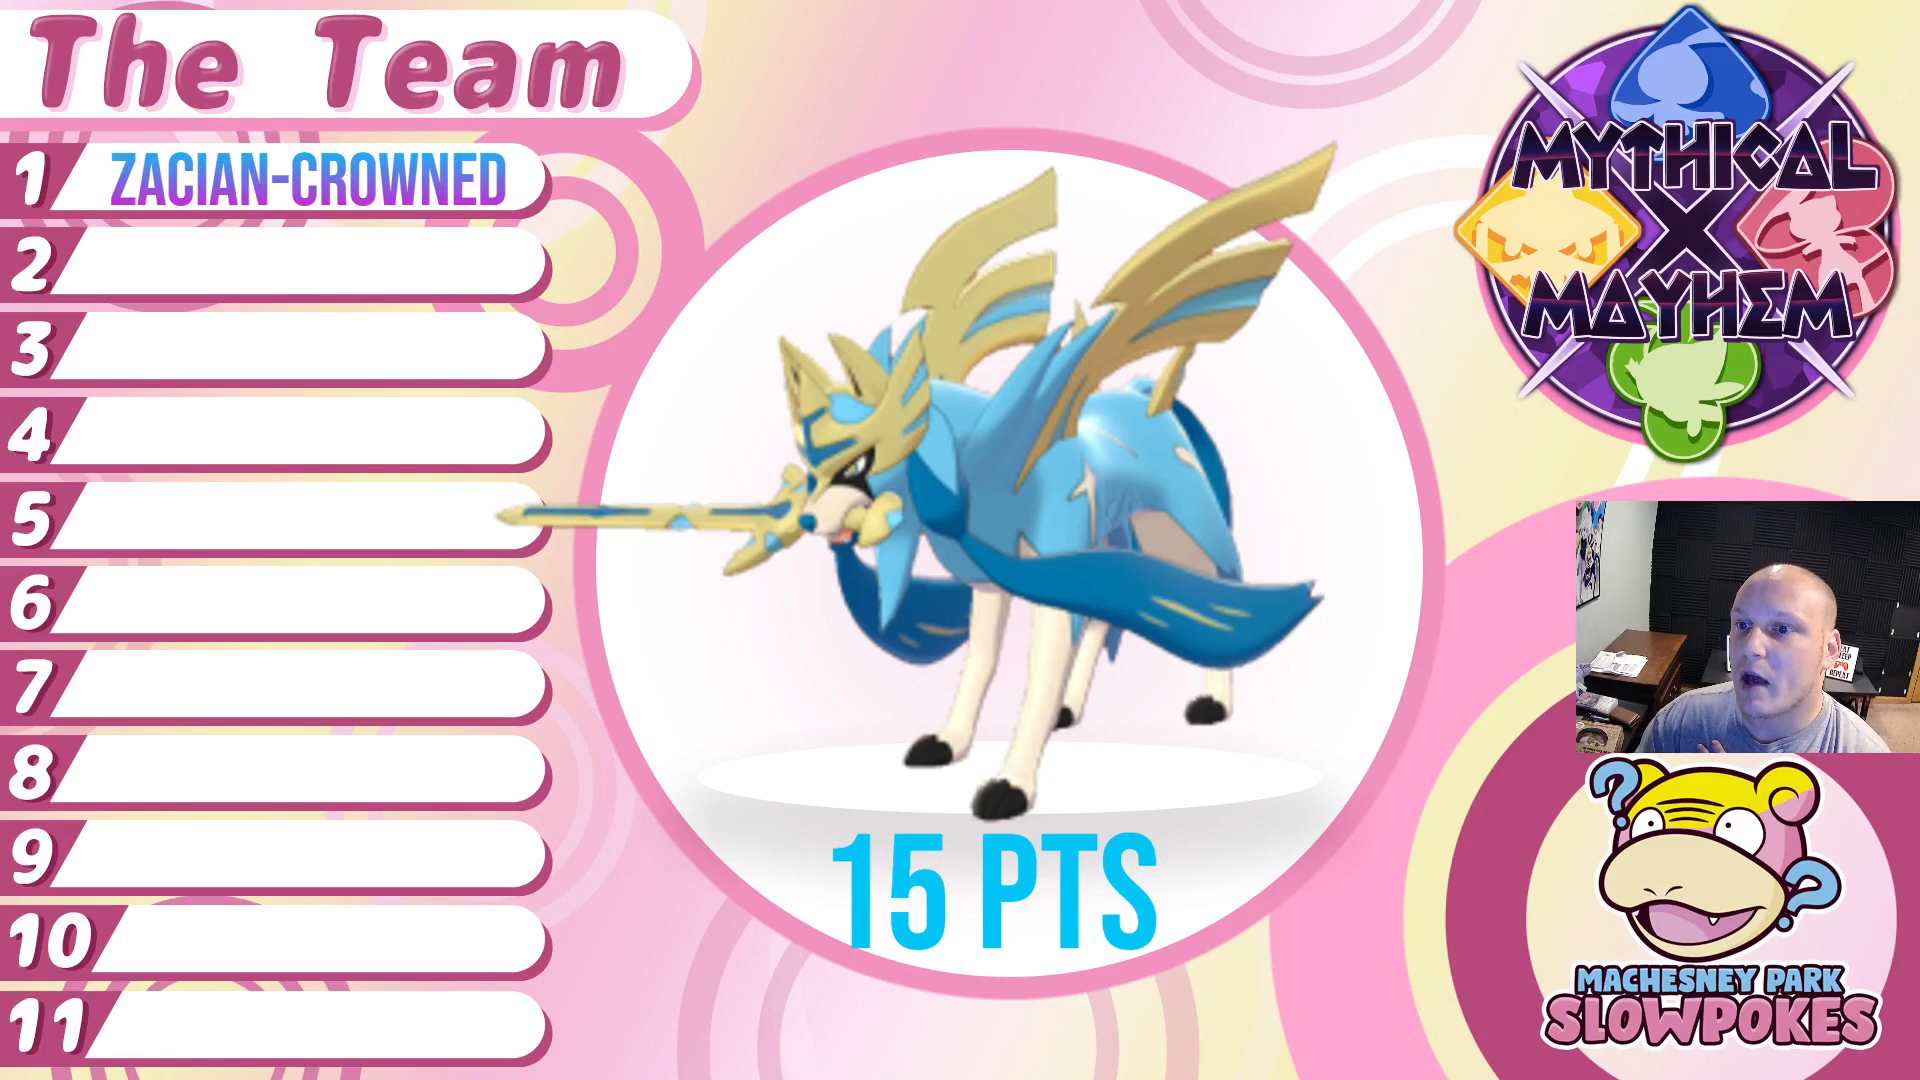 The Team
1 ZACIAN-CROWNED
2
3
4
5
6
7
8
9
10
11
15 PTS
MYTHICAL
X
MAYHEM
REPEAT
MACHESNEY PARK
SLOWPOKES